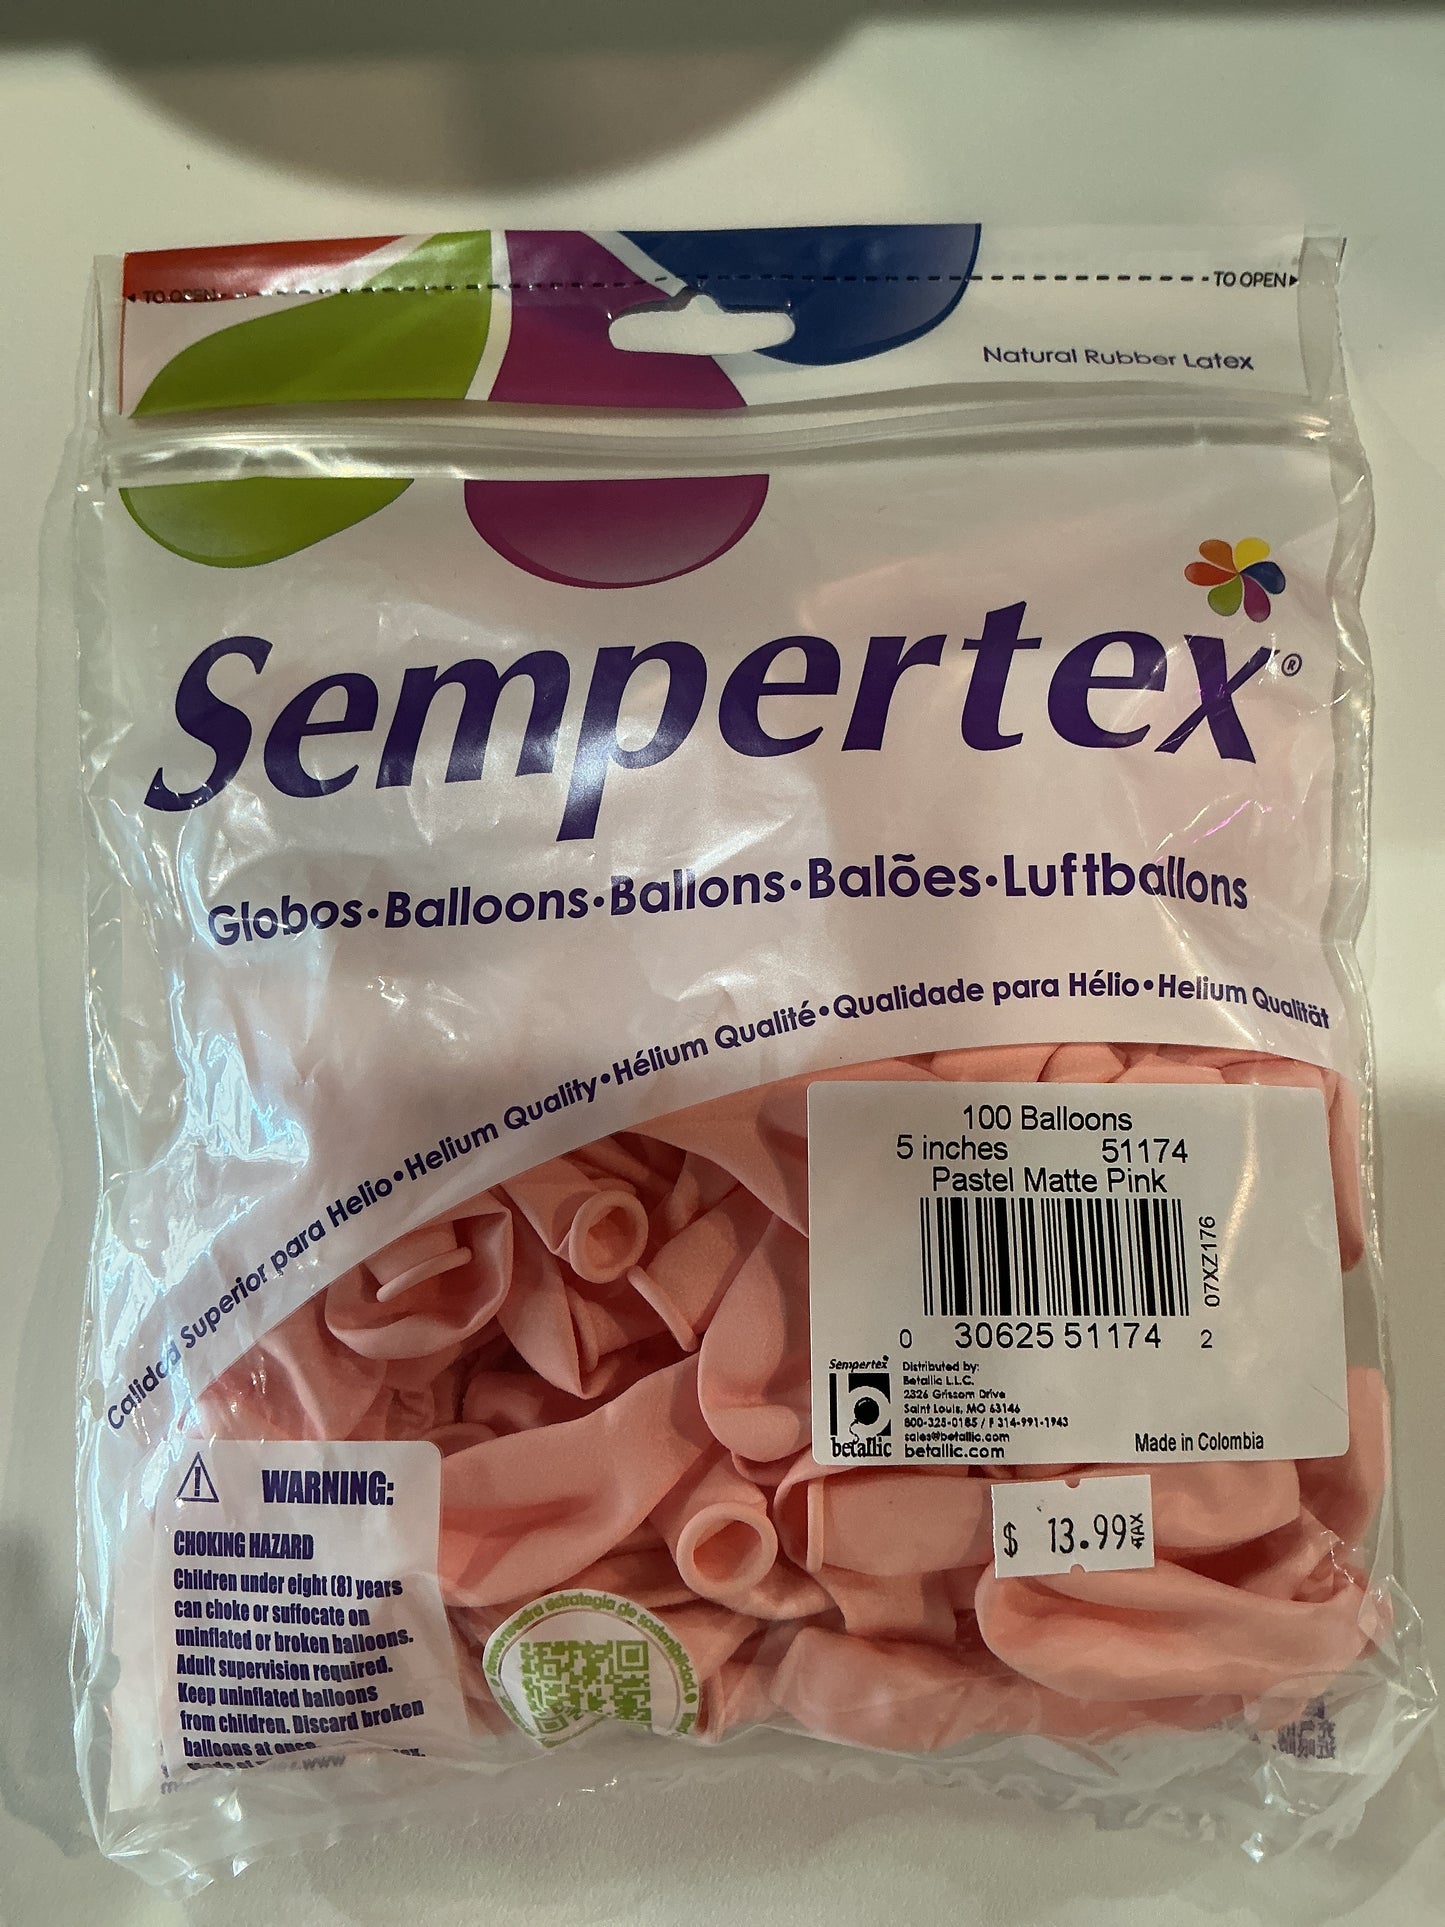 TO OPEN
TO OPEN
Natural Rubber Latex
Sempertex®
Globos•Balloons•Ballons•Balões•Luftballons
Calidad Superior para Helio•Helium Quality•Hélium Qualité•Qualidade para Hélio•Helium Qualität
100 Balloons
5 inches 51174
Pastel Matte Pink
07XZ176
0 30625 51174 2
Sempertex
betallic
Distributed by:
Betallic L.L.C.
2326 Grissom Drive
Saint Louis, MO 63146
800-325-0185 / F 314-991-1943
sales@betallic.com
betallic.com
Made in Colombia
$ 13.99 +TAX
WARNING:
CHOKING HAZARD
Children under eight (8) years
can choke or suffocate on
uninflated or broken balloons.
Adult supervision required.
Keep uninflated balloons
from children. Discard broken
balloons at once.
estrategia de sostenibilidad